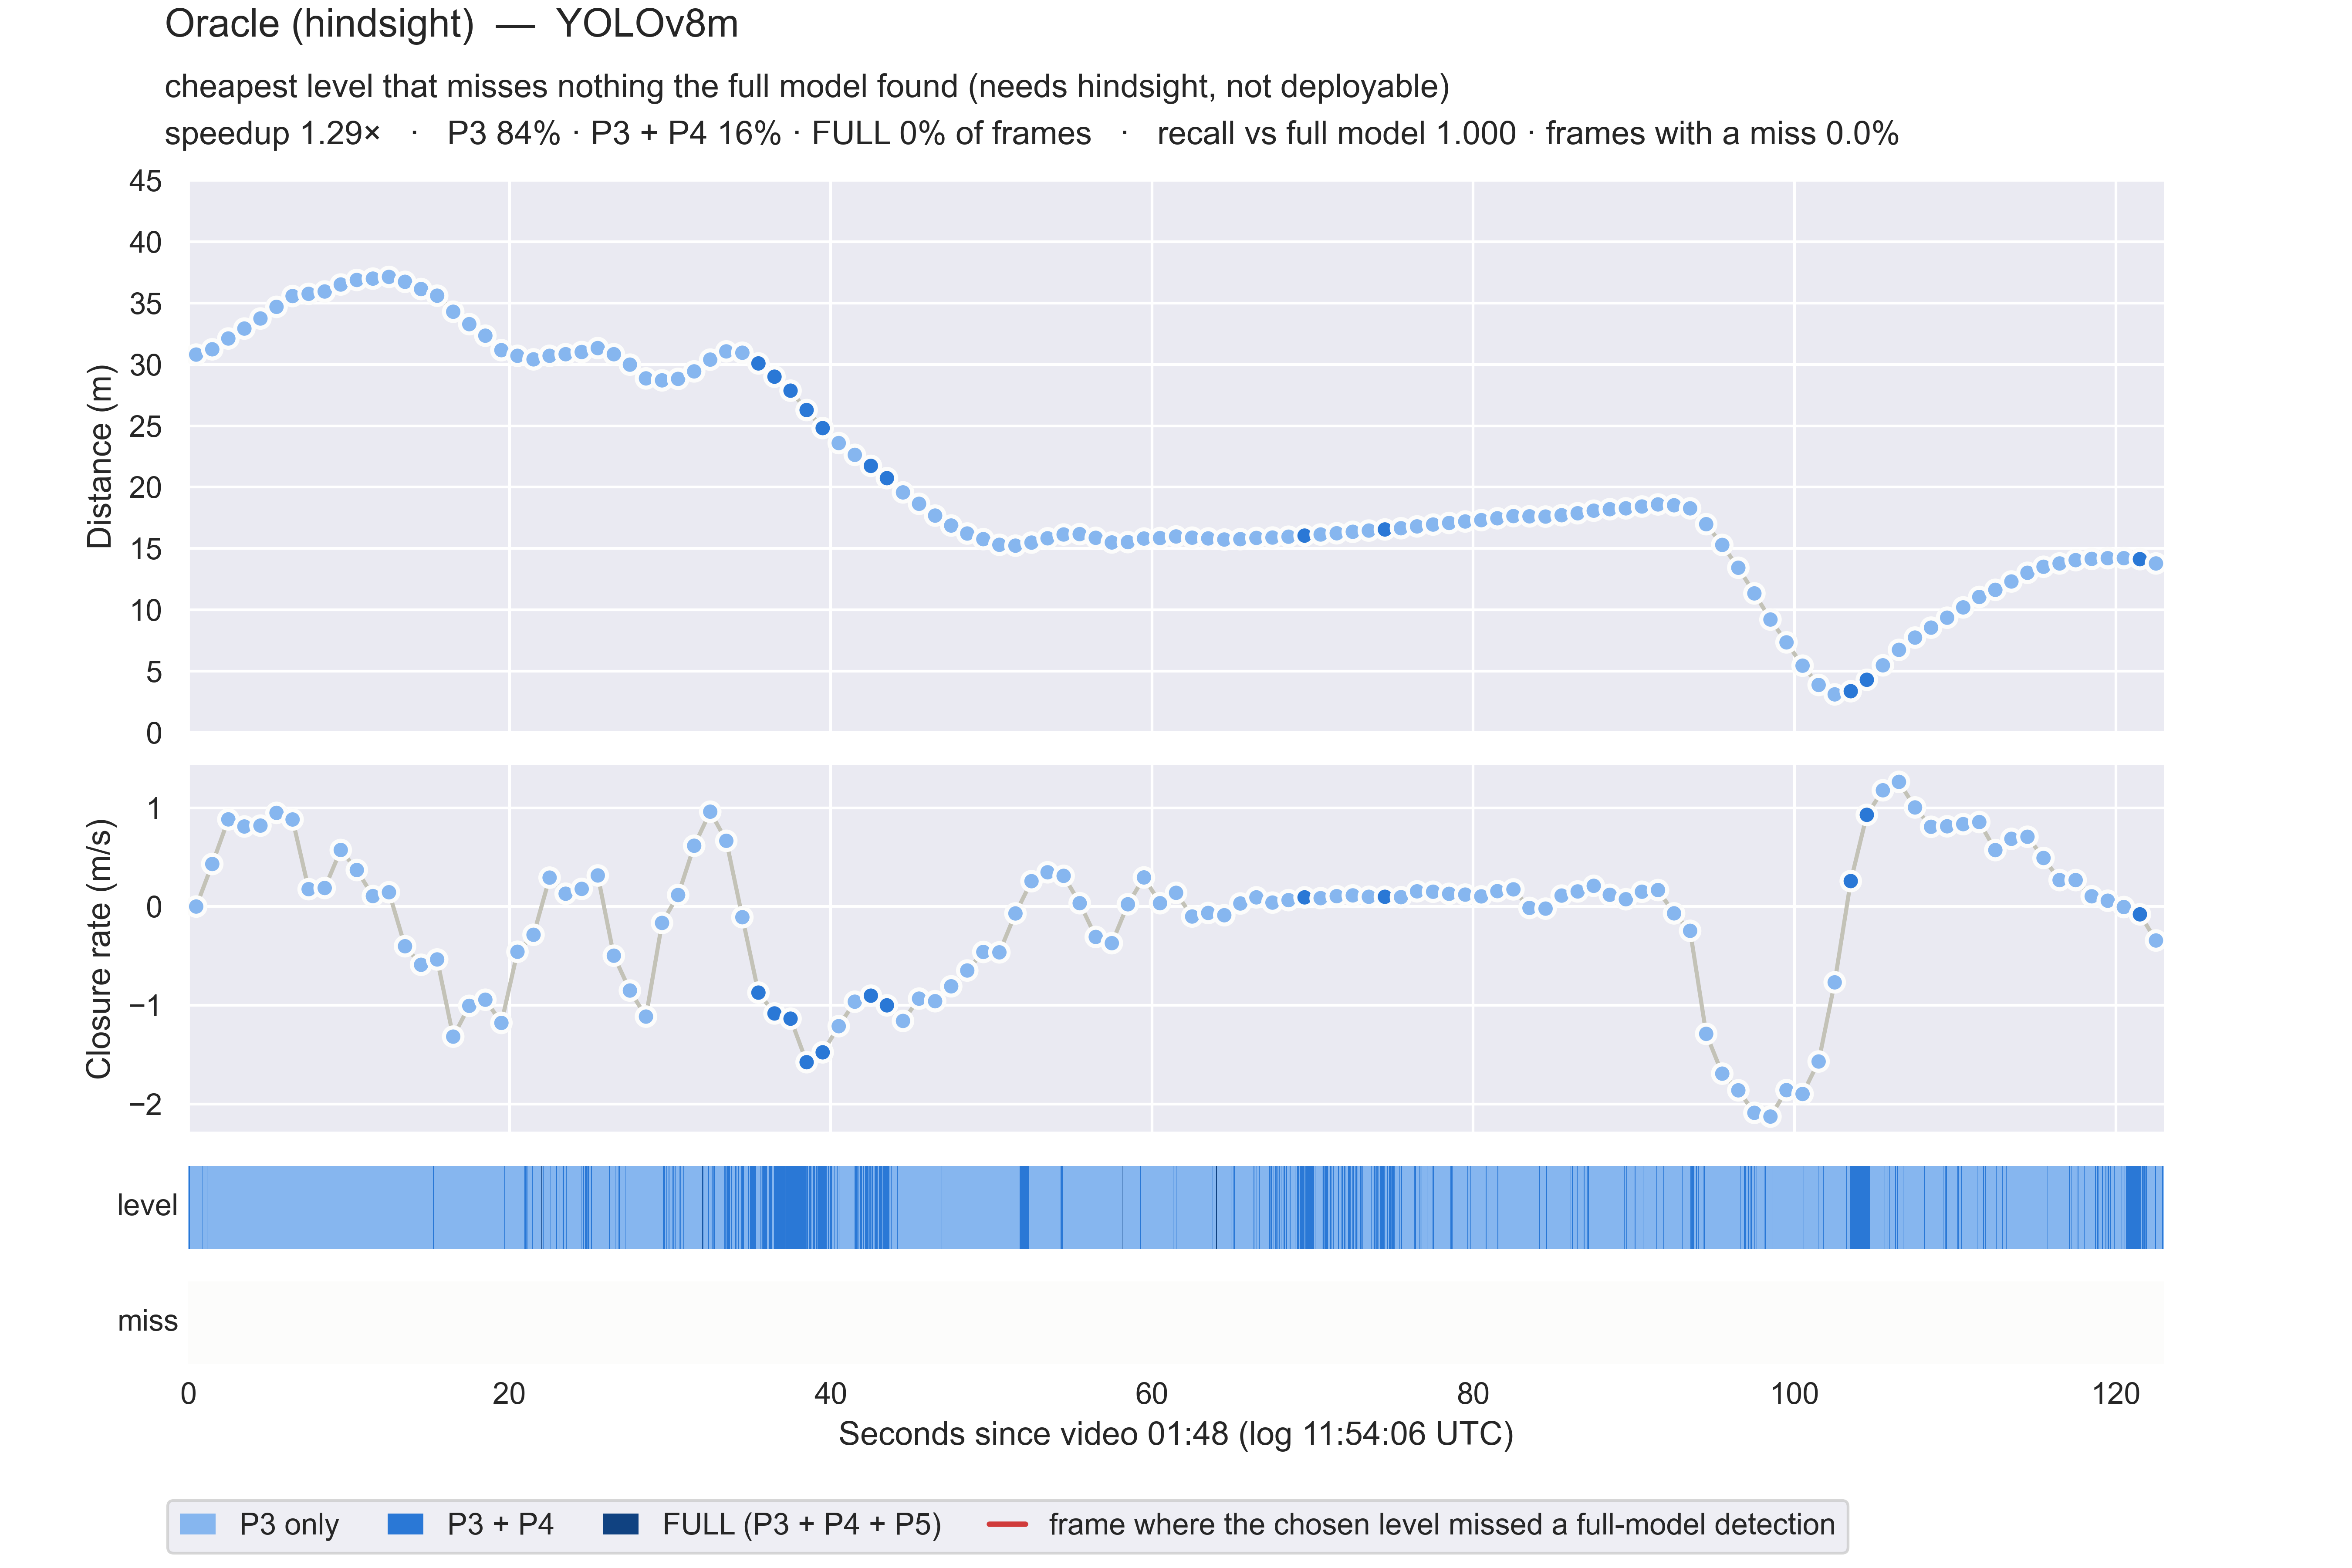 Oracle (hindsight) — YOLOv8m
cheapest level that misses nothing the full model found (needs hindsight, not deployable)
speedup 1.29× · P3 84% · P3 + P4 16% · FULL 0% of frames · recall vs full model 1.000 · frames with a miss 0.0%
45
40
35
30
25
20
15
10
5
0
Distance (m)
1
0
−1
−2
Closure rate (m/s)
level
miss
0 20 40 60 80 100 120
Seconds since video 01:48 (log 11:54:06 UTC)
P3 only P3 + P4 FULL (P3 + P4 + P5) frame where the chosen level missed a full-model detection